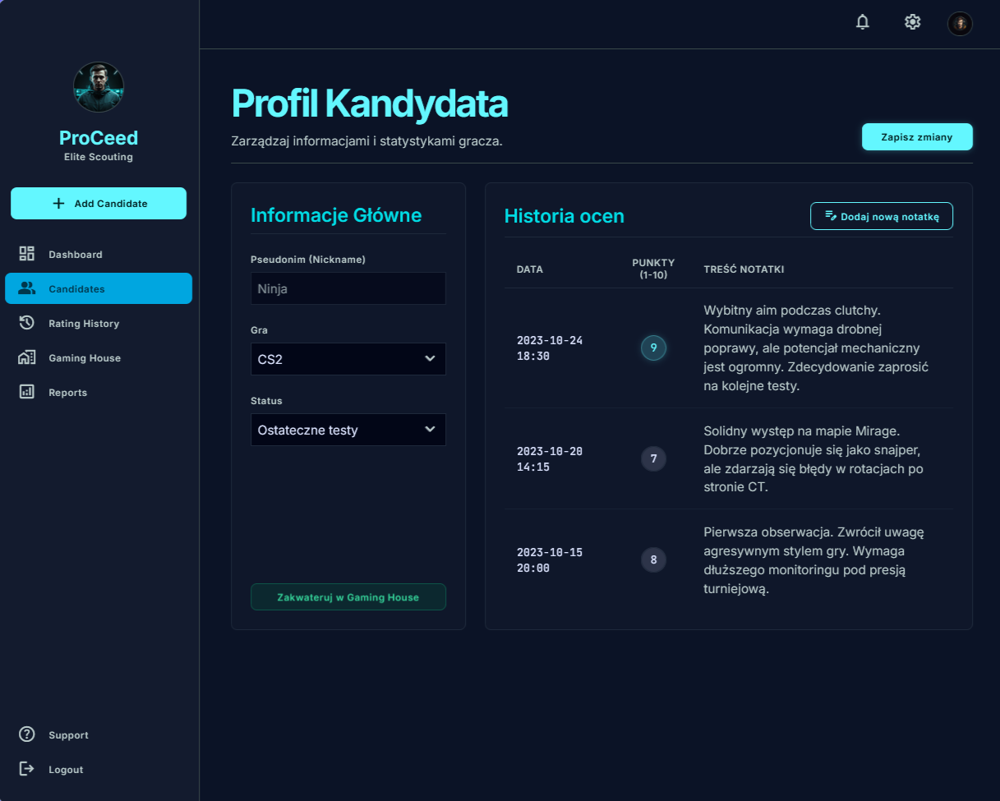 ProCeed
Elite Scouting
Add Candidate
Dashboard
Candidates
Rating History
Gaming House
Reports
Support
Logout
Profil Kandydata
Zarządzaj informacjami i statystykami gracza.
Zapisz zmiany
Informacje Główne
Pseudonim (Nickname)
Ninja
Gra
CS2
Status
Ostateczne testy
Zakwateruj w Gaming House
Historia ocen
Dodaj nową notatkę
DATA
PUNKTY
(1-10)
TREŚĆ NOTATKI
2023-10-24
18:30
9
Wybitny aim podczas clutchy.
Komunikacja wymaga drobnej
poprawy, ale potencjał mechaniczny
jest ogromny. Zdecydowanie zaprosić
na kolejne testy.
2023-10-20
14:15
7
Solidny występ na mapie Mirage.
Dobrze pozycjonuje się jako snajper,
ale zdarzają się błędy w rotacjach po
stronie CT.
2023-10-15
20:00
8
Pierwsza obserwacja. Zwrócił uwagę
agresywnym stylem gry. Wymaga
dłuższego monitoringu pod presją
turniejową.